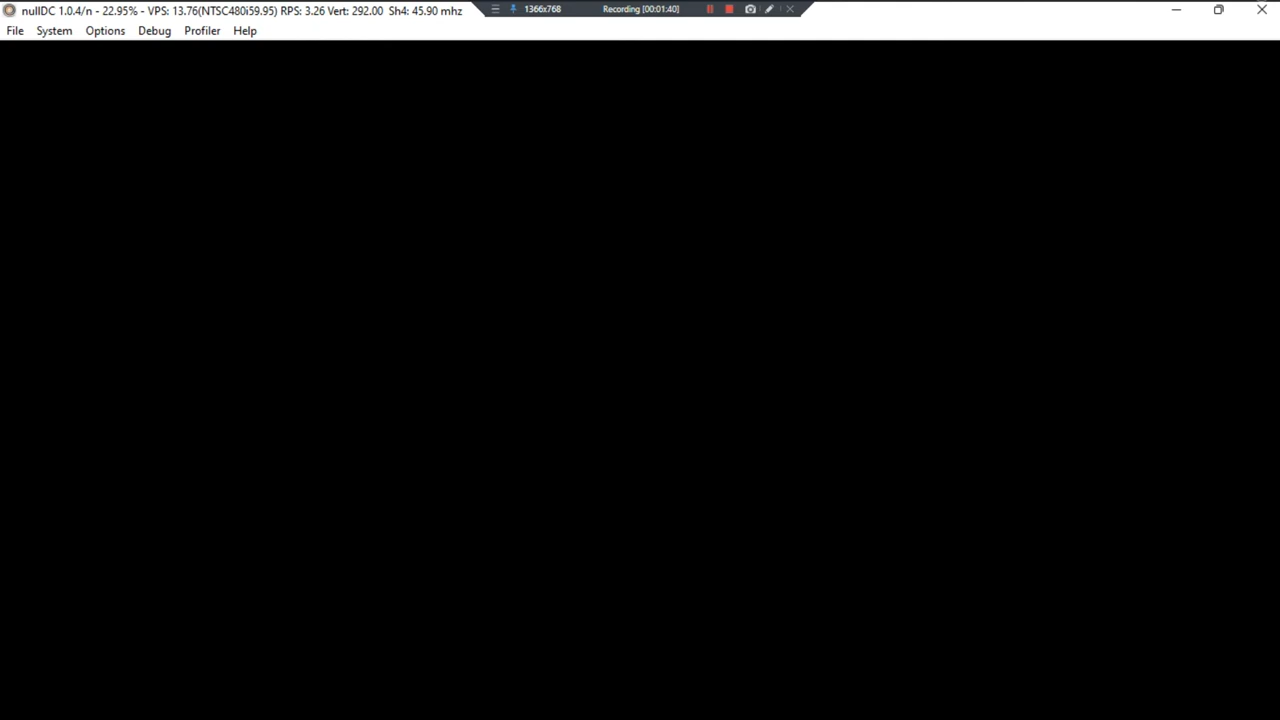 nullDC 1.0.4/n - 22.95% - VPS: 13.76(NTSC480i59.95) RPS: 3.26 Vert: 292.00 Sh4: 45.90 mhz
1366x768 Recording [00:01:40]
File System Options Debug Profiler Help